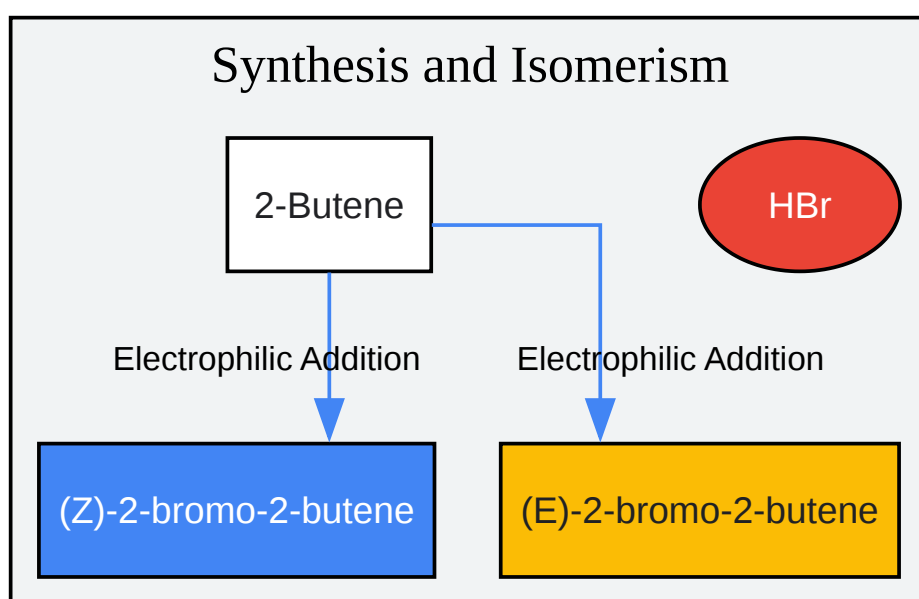 Synthesis and Isomerism
2-Butene
HBr
Electrophilic Addition
Electrophilic Addition
(Z)-2-bromo-2-butene
(E)-2-bromo-2-butene